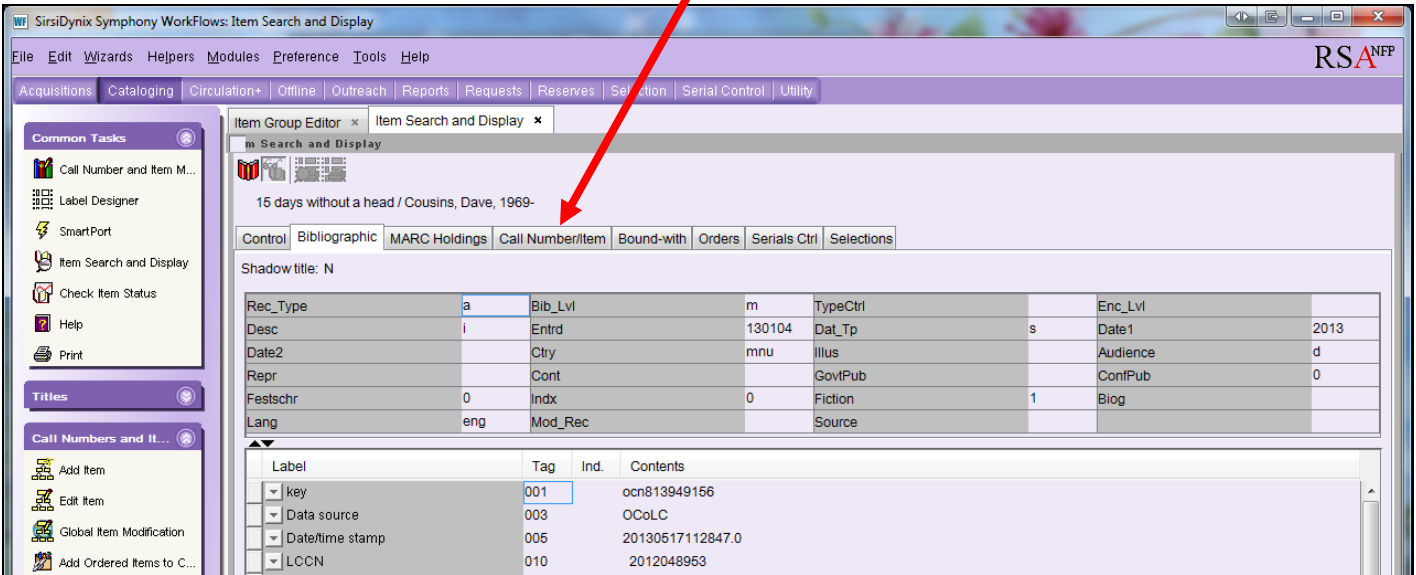 WF SirsiDynix Symphony WorkFlows: Item Search and Display
File Edit Wizards Helpers Modules Preference Tools Help
RSA NFP
Acquisitions Cataloging Circulation+ Offline Outreach Reports Requests Reserves Selection Serial Control Utility
Item Group Editor × Item Search and Display ×
Common Tasks
m Search and Display
Call Number and Item M...
Label Designer
15 days without a head / Cousins, Dave, 1969-
SmartPort
Control Bibliographic MARC Holdings Call Number/Item Bound-with Orders Serials Ctrl Selections
Item Search and Display
Shadow title: N
Check Item Status
Help
Print
Rec_Type a Bib_Lvl m TypeCtrl Enc_Lvl
Desc i Entrd 130104 Dat_Tp s Date1 2013
Date2 Ctry mnu Illus Audience d
Repr Cont GovtPub ConfPub 0
Festschr 0 Indx 0 Fiction 1 Biog
Lang eng Mod_Rec Source
Titles
Call Numbers and It...
Add Item
Edit Item
Global Item Modification
Add Ordered Items to C...
Label Tag Ind. Contents
key 001 ocn813949156
Data source 003 OCoLC
Date/time stamp 005 20130517112847.0
LCCN 010 2012048953